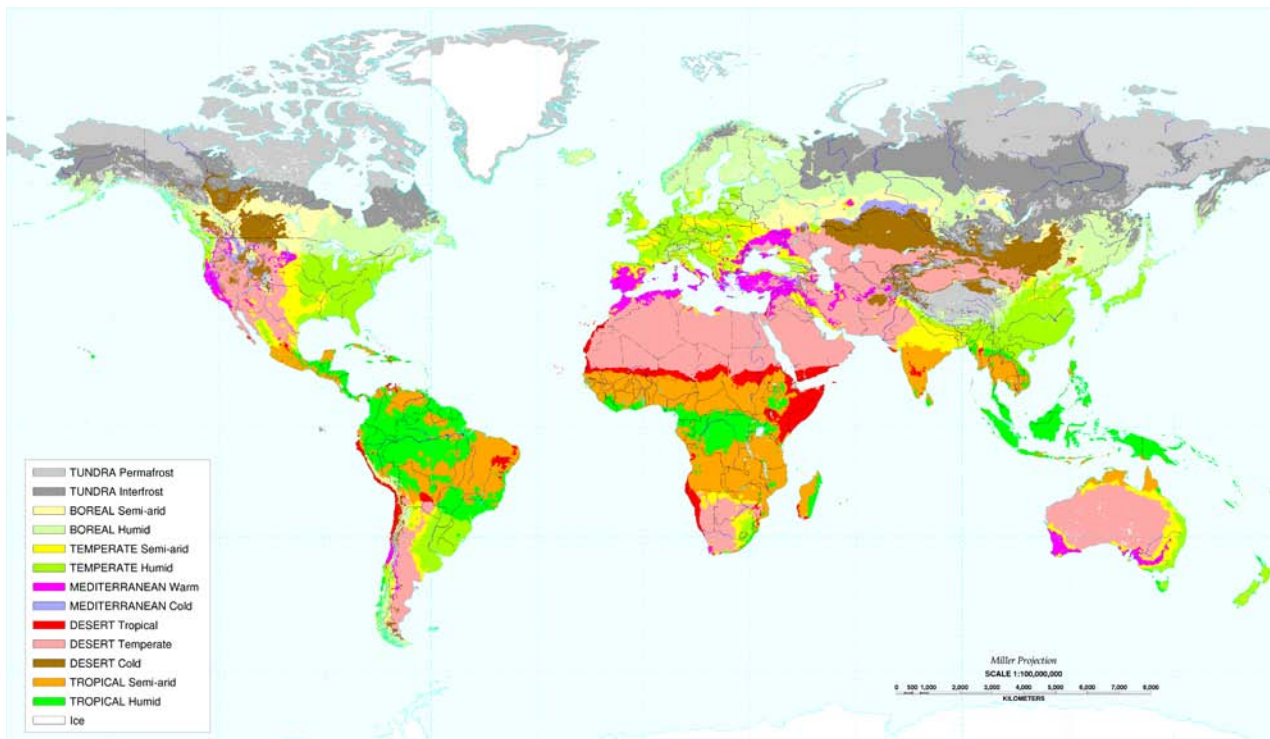 TUNDRA Permafrost
TUNDRA Interfrost
BOREAL Semi-arid
BOREAL Humid
TEMPERATE Semi-arid
TEMPERATE Humid
MEDITERRANEAN Warm
MEDITERRANEAN Cold
DESERT Tropical
DESERT Temperate
DESERT Cold
TROPICAL Semi-arid
TROPICAL Humid
Ice
Miller Projection
SCALE 1:100,000,000
0 500 1,000 2,000 3,000 4,000 5,000 6,000 7,000 8,000
KILOMETERS